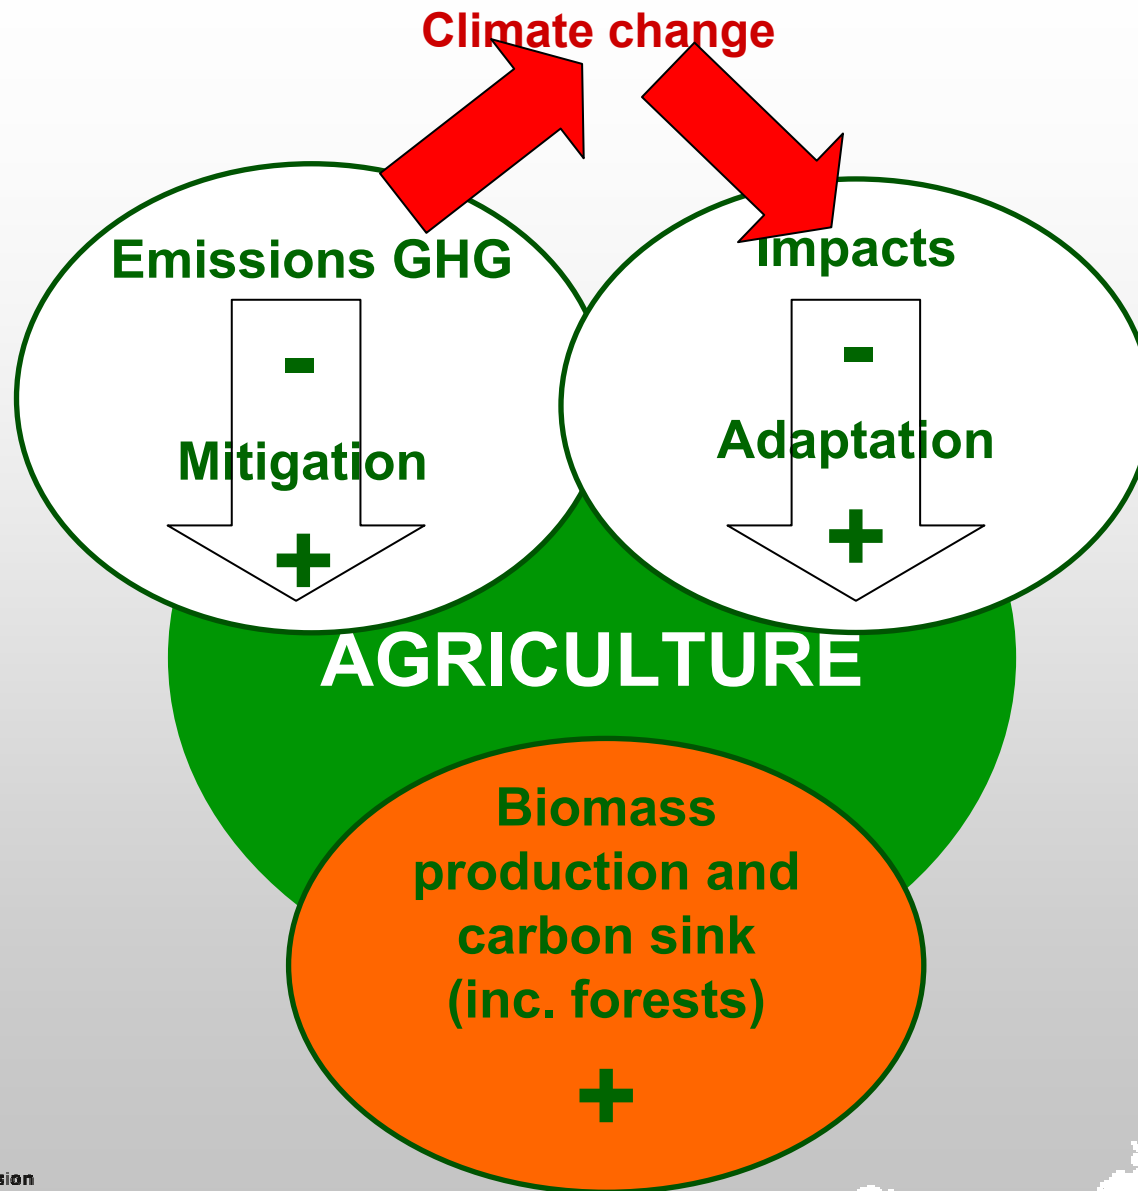 Climate change
Emissions GHG
-
Mitigation
+
Impacts
-
Adaptation
+
AGRICULTURE
Biomass
production and
carbon sink
(inc. forests)
+